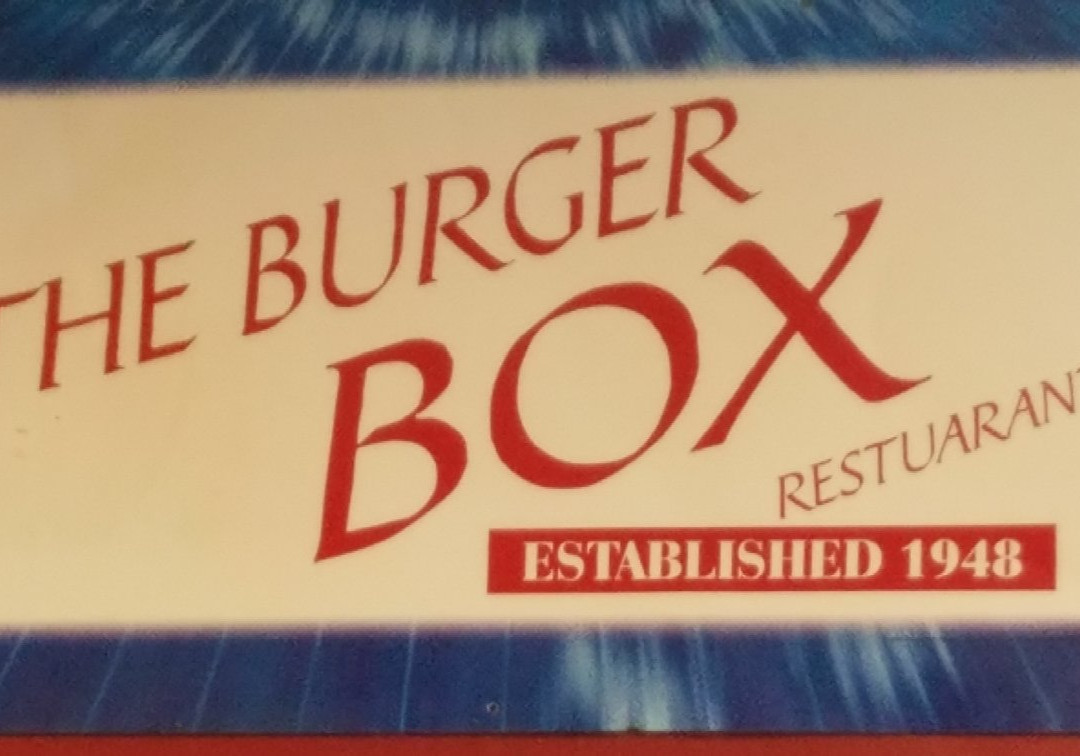 THE BURGER
BOX
RESTUARANT
ESTABLISHED 1948